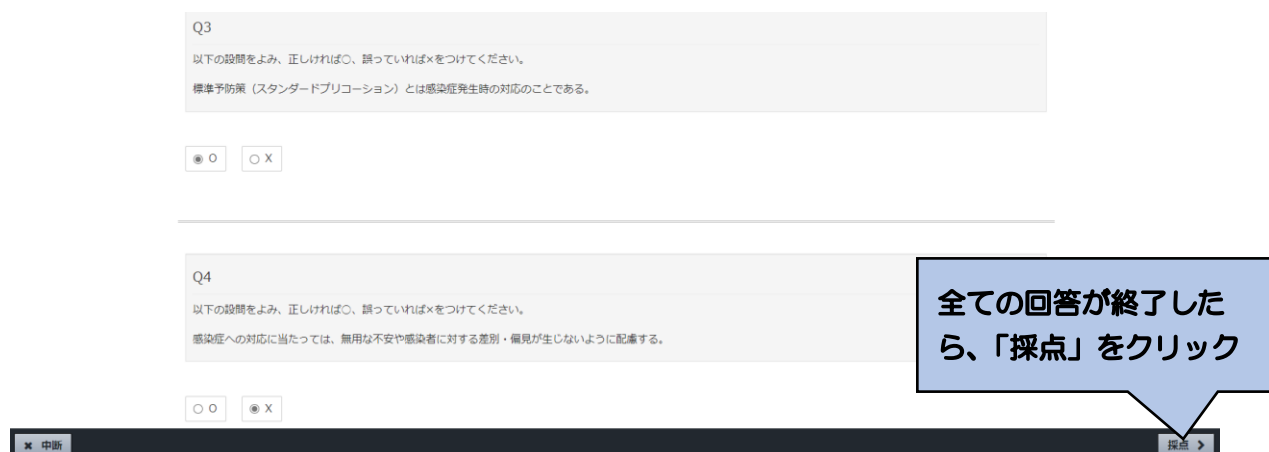 Q3
以下の設問をよみ、正しければ○、誤っていれば×をつけてください。
標準予防策（スタンダードプリコーション）とは感染症発生時の対応のことである。
O X
Q4
以下の設問をよみ、正しければ○、誤っていれば×をつけてください。
感染症への対応に当たっては、無用な不安や感染者に対する差別・偏見が生じないように配慮する。
全ての回答が終了した
ら、「採点」をクリック
O X
× 中断
採点 >